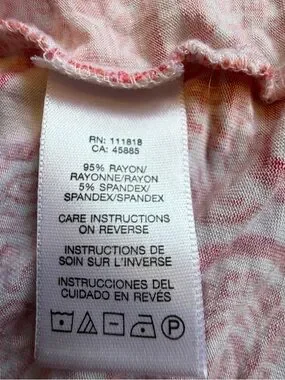 RN: 111818
CA: 45885
95% RAYON/
RAYONNE/RAYON
5% SPANDEX/
SPANDEX/SPANDEX
CARE INSTRUCTIONS
ON REVERSE
INSTRUCTIONS DE
SOIN SUR L'INVERSE
INSTRUCCIONES DEL
CUIDADO EN REVÉS
P